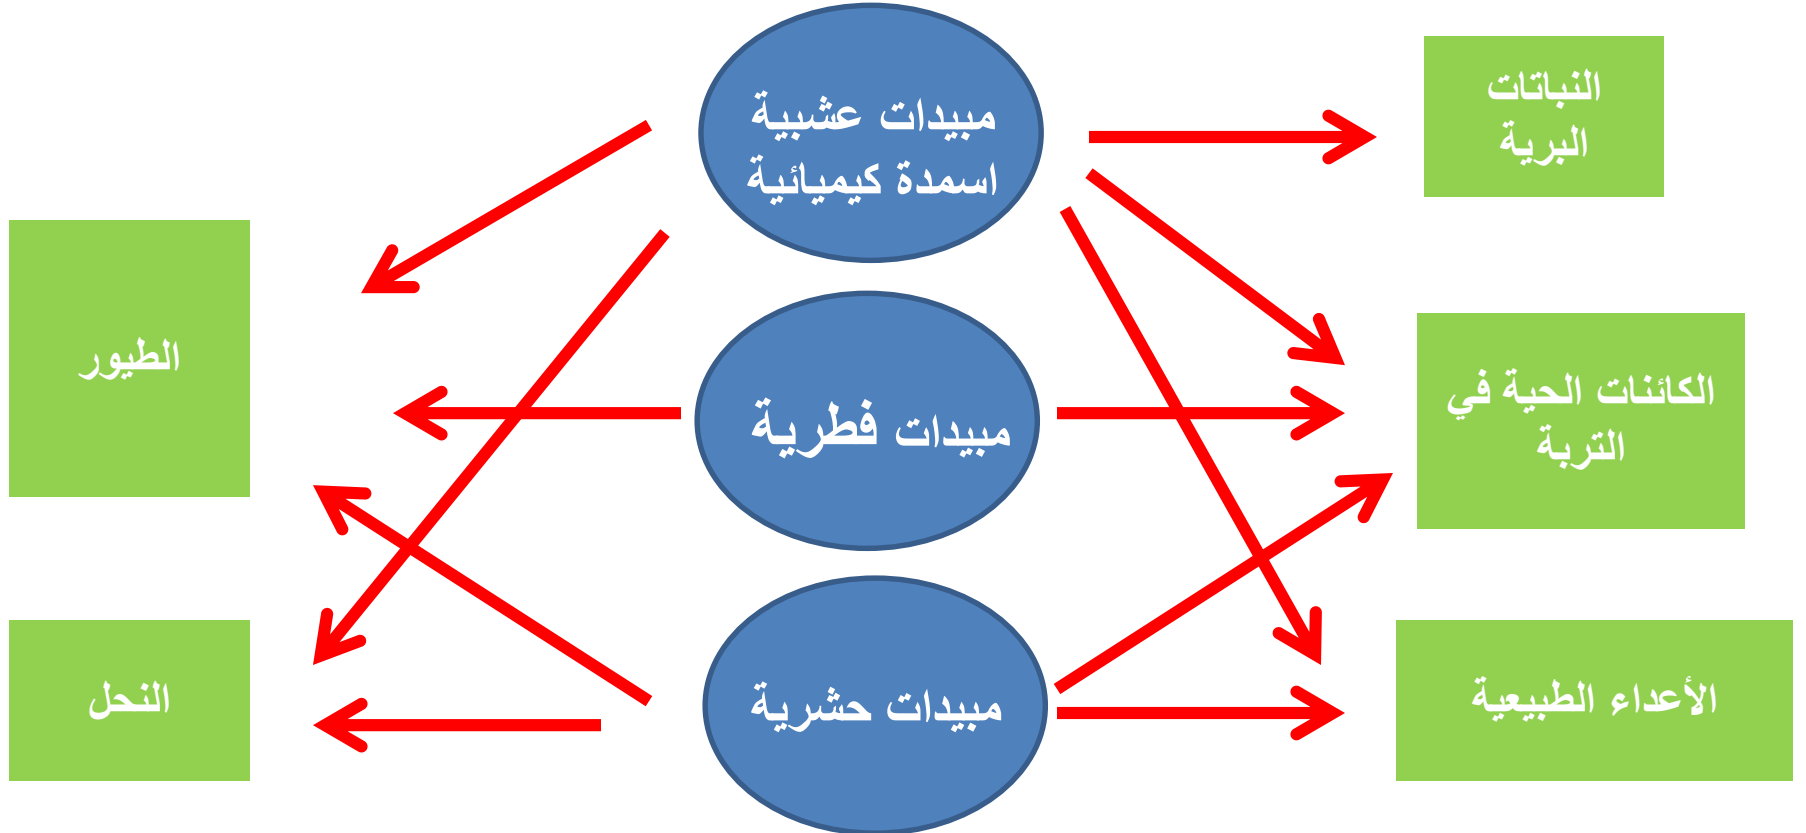 مبيدات عشبية
اسمدة كيميائية
النباتات
البرية
الطيور
مبيدات فطرية
الكائنات الحية في
التربة
النحل
مبيدات حشرية
الأعداء الطبيعية